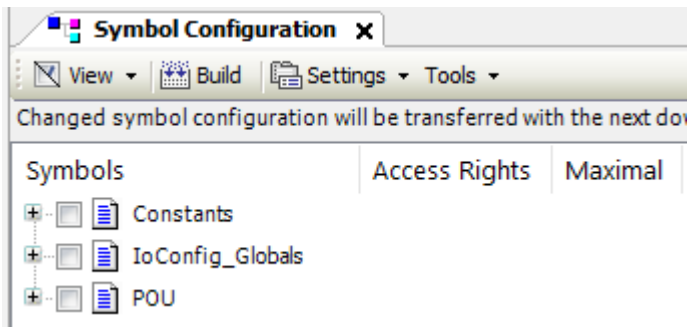 Symbol Configuration x
View Build Settings Tools
Changed symbol configuration will be transferred with the next
Symbols Access Rights Maximal
Constants
IoConfig_Globals
POU